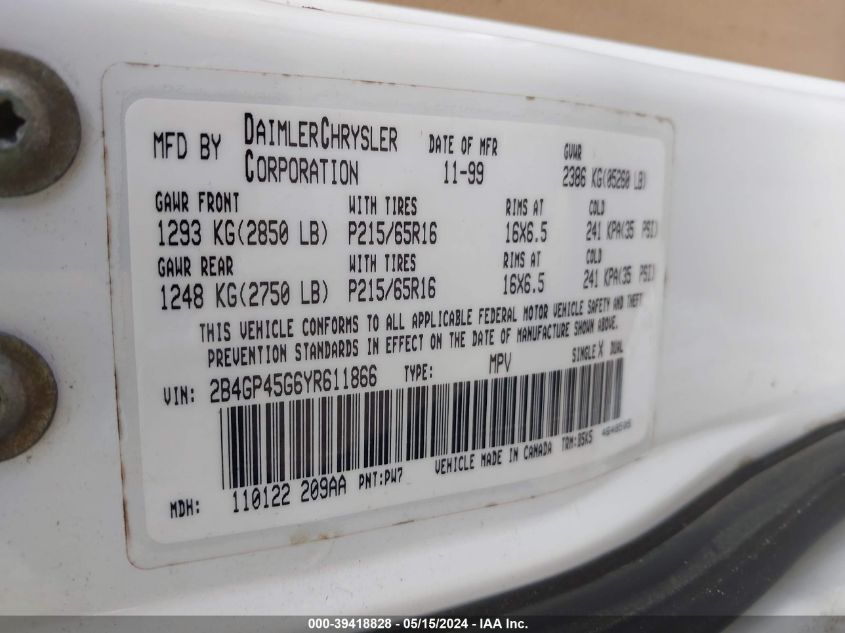 MFD BY DAIMLERCHRYSLER CORPORATION DATE OF MFR 11-99 GVWR 2386 KG(05260 LB)
GAWR FRONT WITH TIRES RIMS AT COLD
1293 KG(2850 LB) P215/65R16 16X6.5 241 KPA(35 PSI)
GAWR REAR WITH TIRES RIMS AT COLD
1248 KG(2750 LB) P215/65R16 16X6.5 241 KPA(35 PSI)
THIS VEHICLE CONFORMS TO ALL APPLICABLE FEDERAL MOTOR VEHICLE SAFETY AND THEFT
PREVENTION STANDARDS IN EFFECT ON THE DATE OF MANUFACTURE SHOWN ABOVE.
VIN: 2B4GP45G6YR611866 TYPE: MPV SINGLE X DUAL
VEHICLE MADE IN CANADA TRM:B5K5
MDH: 110122 209AA PNT:PW7
000-39418828 - 05/15/2024 - IAA Inc.